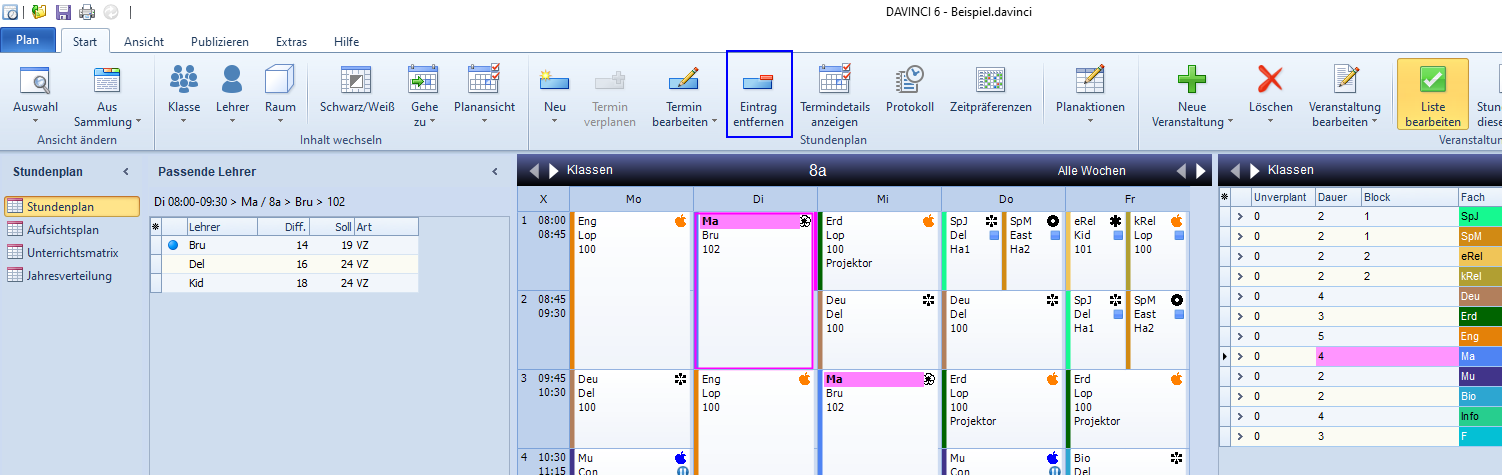 DAVINCI 6 - Beispiel.davinci
Plan Start Ansicht Publizieren Extras Hilfe
Auswahl
Aus Sammlung
Klasse
Lehrer
Raum
Schwarz/Weiß
Gehe zu
Planansicht
Neu
Termin verplanen
Termin bearbeiten
Eintrag entfernen
Termindetails anzeigen
Protokoll
Zeitpräferenzen
Planaktionen
Neue Veranstaltung
Löschen
Veranstaltung bearbeiten
Liste bearbeiten
Stun
diese
Ansicht ändern
Inhalt wechseln
Stundenplan
Veranstaltun
Stundenplan
Stundenplan
Aufsichtsplan
Unterrichtsmatrix
Jahresverteilung
Passende Lehrer
Di 08:00-09:30 > Ma / 8a > Bru > 102
Lehrer Diff. Soll Art
Bru 14 19 VZ
Del 16 24 VZ
Kid 18 24 VZ
Klassen 8a Alle Wochen
X Mo Di Mi Do Fr
1 08:00
08:45
Eng
Lop
100
Ma
Bru
102
Erd
Lop
100
Projektor
SpJ
Del
Ha1
SpM
East
Ha2
eRel
Kid
101
kRel
Lop
100
2 08:45
09:30
Deu
Del
100
Deu
Del
100
SpJ
Del
Ha1
SpM
East
Ha2
3 09:45
10:30
Deu
Del
100
Eng
Lop
100
Ma
Bru
102
Erd
Lop
100
Projektor
Erd
Lop
100
Projektor
4 10:30
11:15
Mu
Con
Mu
Con
Bio
Del
Klassen
Unverplant Dauer Block Fach
0 2 1 SpJ
0 2 1 SpM
0 2 2 eRel
0 2 2 kRel
0 4 Deu
0 3 Erd
0 5 Eng
0 4 Ma
0 2 Mu
0 2 Bio
0 4 Info
0 3 F